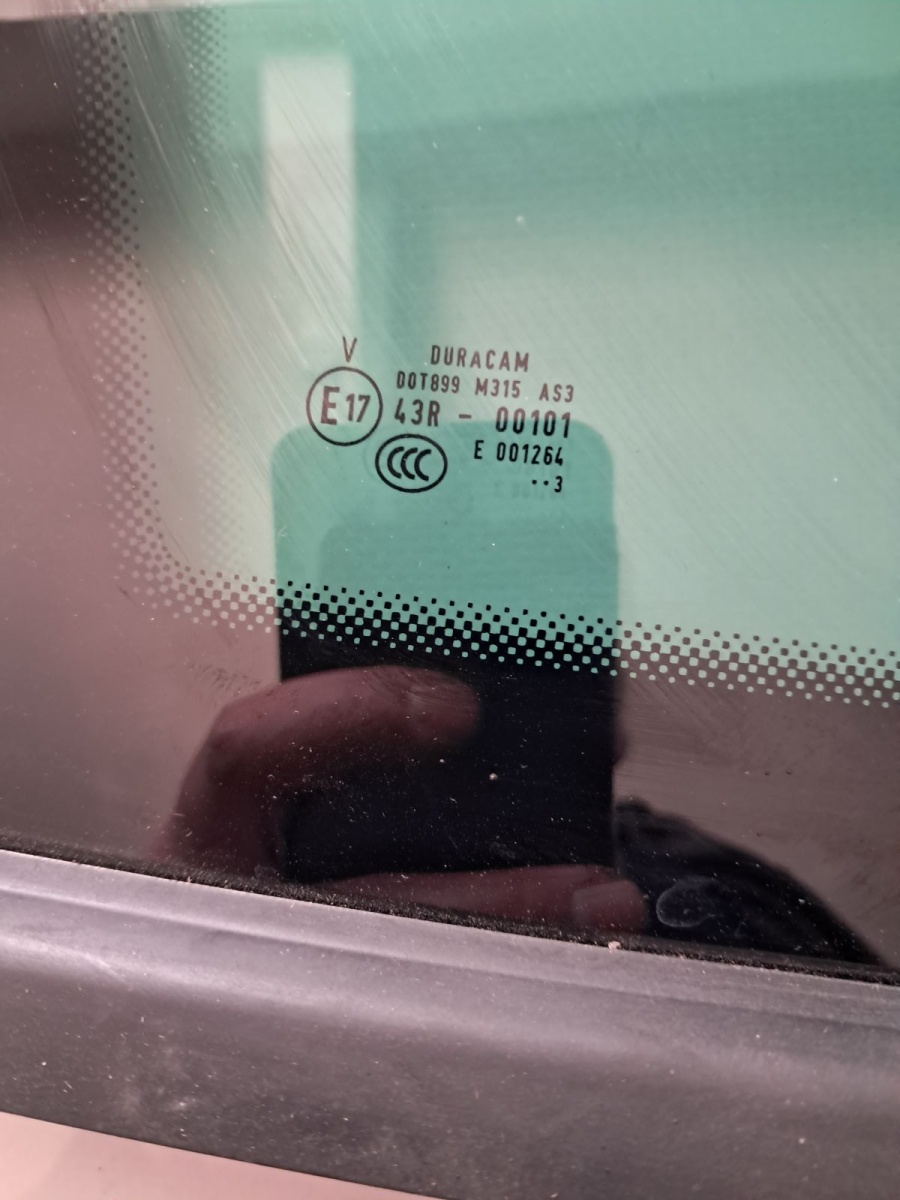 V
DURACAM
DOT899 M315 AS3
E17 43R - 00101
CCC E 001264
··3